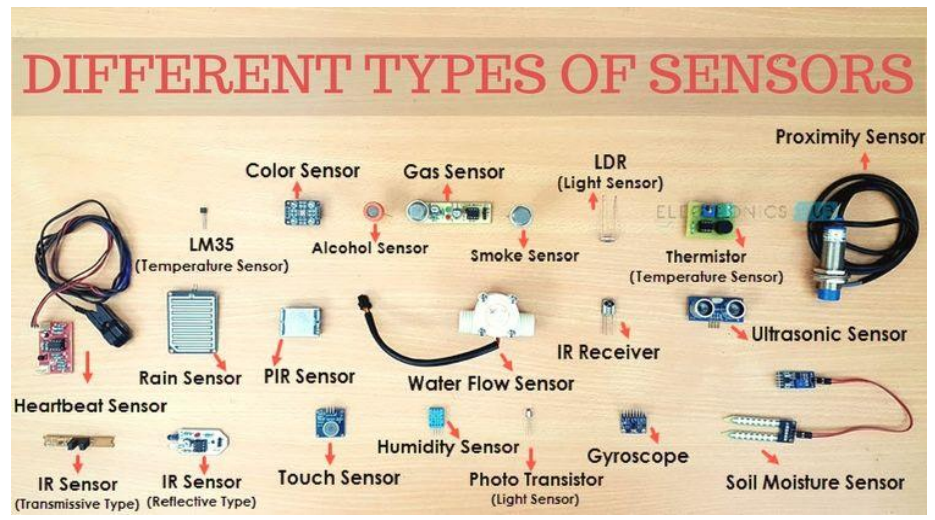 DIFFERENT TYPES OF SENSORS
Proximity Sensor
Color Sensor
Gas Sensor
LDR
(Light Sensor)
ELECTRONICS HUB
LM35
(Temperature Sensor)
Alcohol Sensor
Smoke Sensor
Thermistor
(Temperature Sensor)
Rain Sensor
PIR Sensor
Water Flow Sensor
IR Receiver
Ultrasonic Sensor
Heartbeat Sensor
IR Sensor
(Transmissive Type)
IR Sensor
(Reflective Type)
Touch Sensor
Humidity Sensor
Photo Transistor
(Light Sensor)
Gyroscope
Soil Moisture Sensor